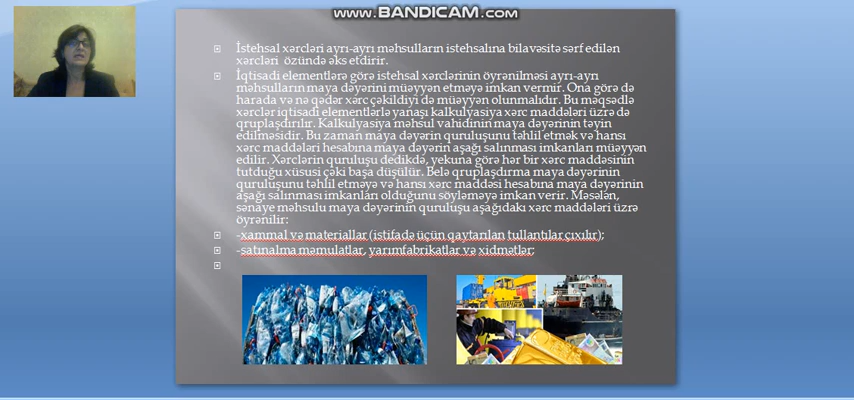 www.BANDICAM.com
İstehsal xərcləri ayrı-ayrı məhsulların istehsalına bilavəsitə sərf edilən
xərcləri özündə əks etdirir.
İqtisadi elementlərə görə istehsal xərclərinin öyrənilməsi ayrı-ayrı
məhsulların maya dəyərini müəyyən etməyə imkan vermir. Ona görə də
harada və nə qədər xərc çəkildiyi də müəyyən olunmalıdır. Bu məqsədlə
xərclər iqtisadi elementlərlə yanaşı kalkulyasiya xərc maddələri üzrə də
qruplaşdırılır. Kalkulyasiya məhsul vahidinin maya dəyərinin təyin
edilməsidir. Bu zaman maya dəyərin quruluşunu təhlil etmək və hansı
xərc maddələri hesabına maya dəyərin aşağı salınması imkanları müəyyən
edilir. Xərclərin quruluşu dedikdə, yekuna görə hər bir xərc maddəsinin
tutduğu xüsusi çəki başa düşülür. Belə qruplaşdırma maya dəyərinin
quruluşunu təhlil etməyə və hansı xərc maddəsi hesabına maya dəyərinin
aşağı salınması imkanları olduğunu söyləməyə imkan verir. Məsələn,
sənaye məhsulu maya dəyərinin quruluşu aşağıdakı xərc maddələri üzrə
öyrənilir:
-xammal və materiallar (istifadə üçün qaytarılan tullantılar çıxılır);
-satınalma məmulatlar, yarımfabrikatlar və xidmətlər;